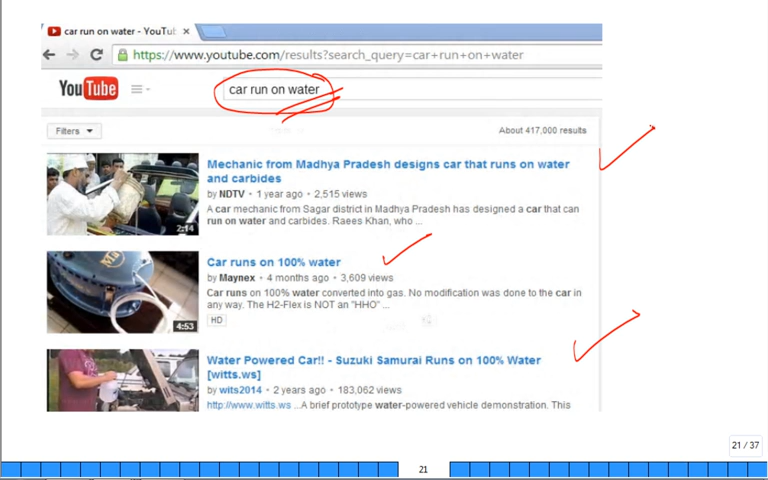 car run on water - YouTu
https://www.youtube.com/results?search_query=car+run+on+water
YouTube
car run on water
Filters
About 417,000 results
Mechanic from Madhya Pradesh designs car that runs on water
and carbides
by NDTV • 1 year ago • 2,515 views
A car mechanic from Sagar district in Madhya Pradesh has designed a car that can
run on water and carbides. Raees Khan, who ...
2:14
Car runs on 100% water
by Maynex • 4 months ago • 3,609 views
Car runs on 100% water converted into gas. No modification was done to the car in
any way. The H2-Flex is NOT an "HHO" ...
HD
4:53
Water Powered Car!! - Suzuki Samurai Runs on 100% Water
[witts.ws]
by wits2014 • 2 years ago • 183,062 views
http://www.witts.ws ...A brief prototype water-powered vehicle demonstration. This
21 / 37
21